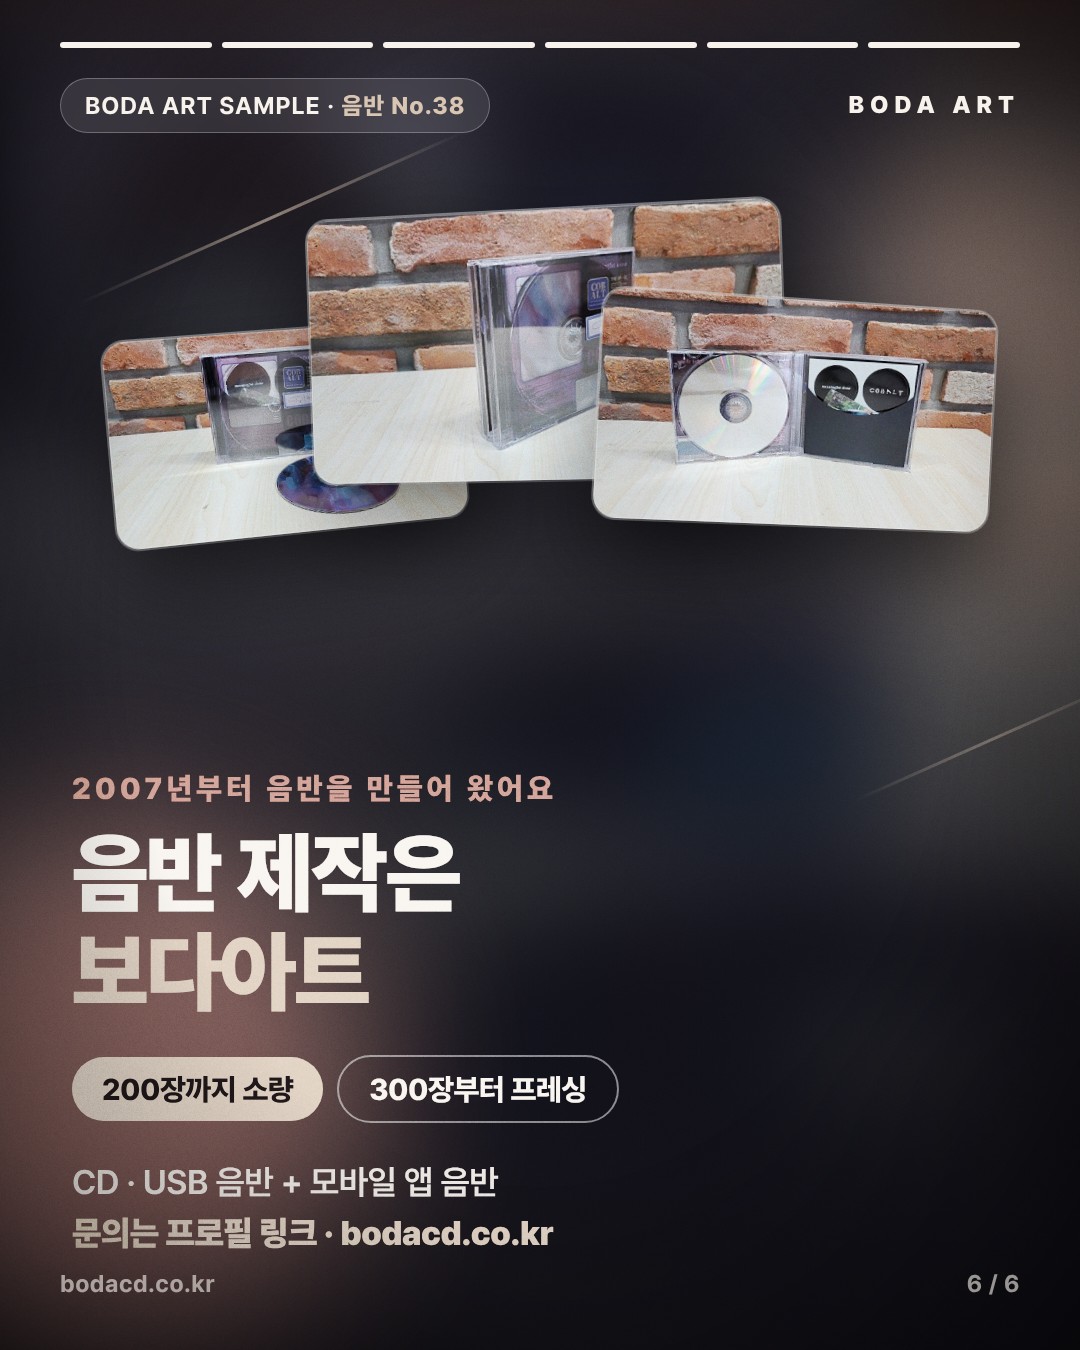 BODA ART SAMPLE · 음반 No.38
BODA ART
COBALT
2007년부터 음반을 만들어 왔어요
음반 제작은
보다아트
200장까지 소량
300장부터 프레싱
CD · USB 음반 + 모바일 앱 음반
문의는 프로필 링크 · bodacd.co.kr
bodacd.co.kr
6 / 6